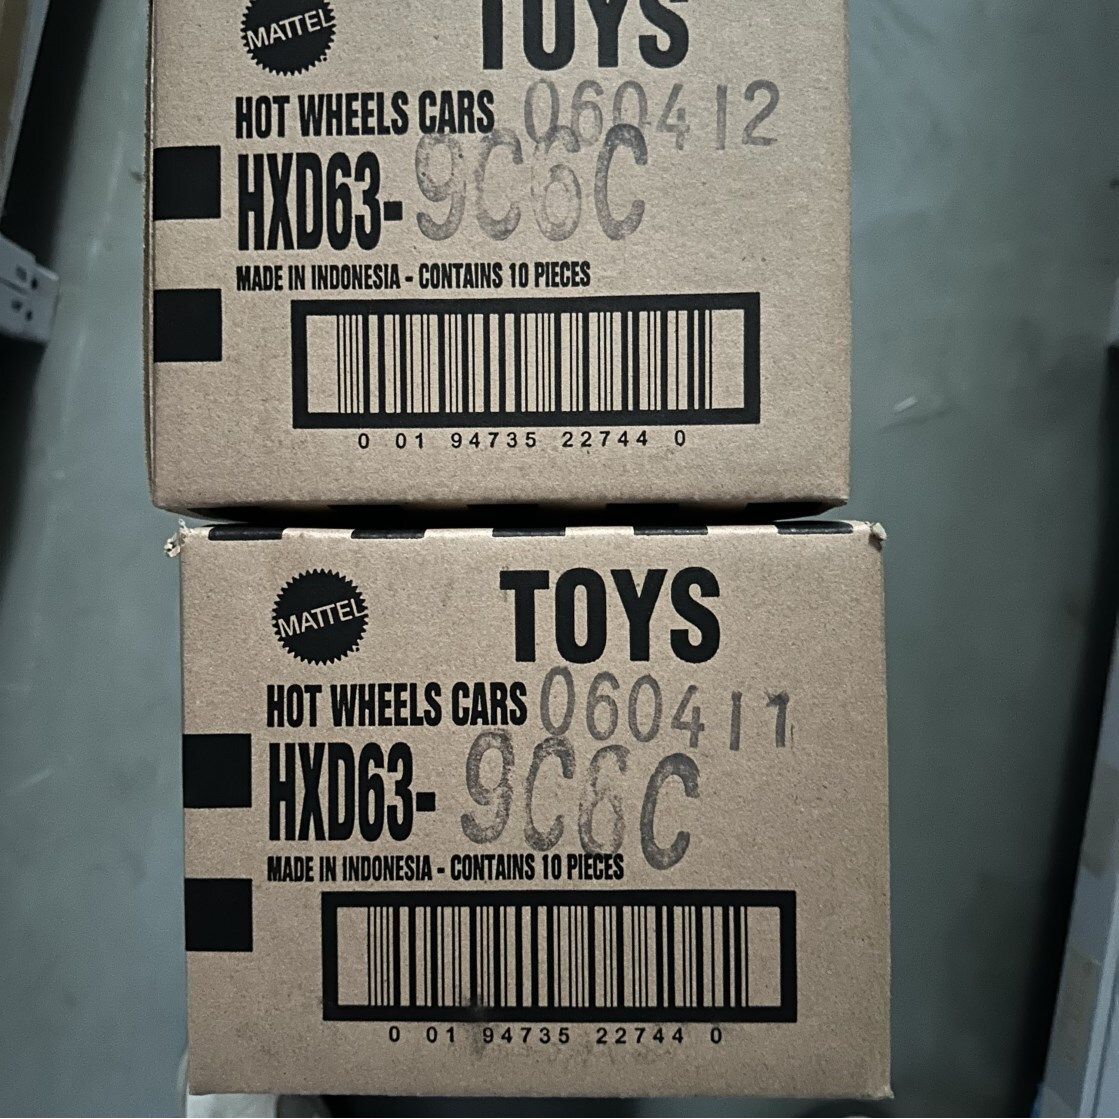 MATTEL TOYS
HOT WHEELS CARS 060412
HXD63- 9C6C
MADE IN INDONESIA - CONTAINS 10 PIECES
0 01 94735 22744 0
MATTEL TOYS
HOT WHEELS CARS 060411
HXD63- 9C6C
MADE IN INDONESIA - CONTAINS 10 PIECES
0 01 94735 22744 0